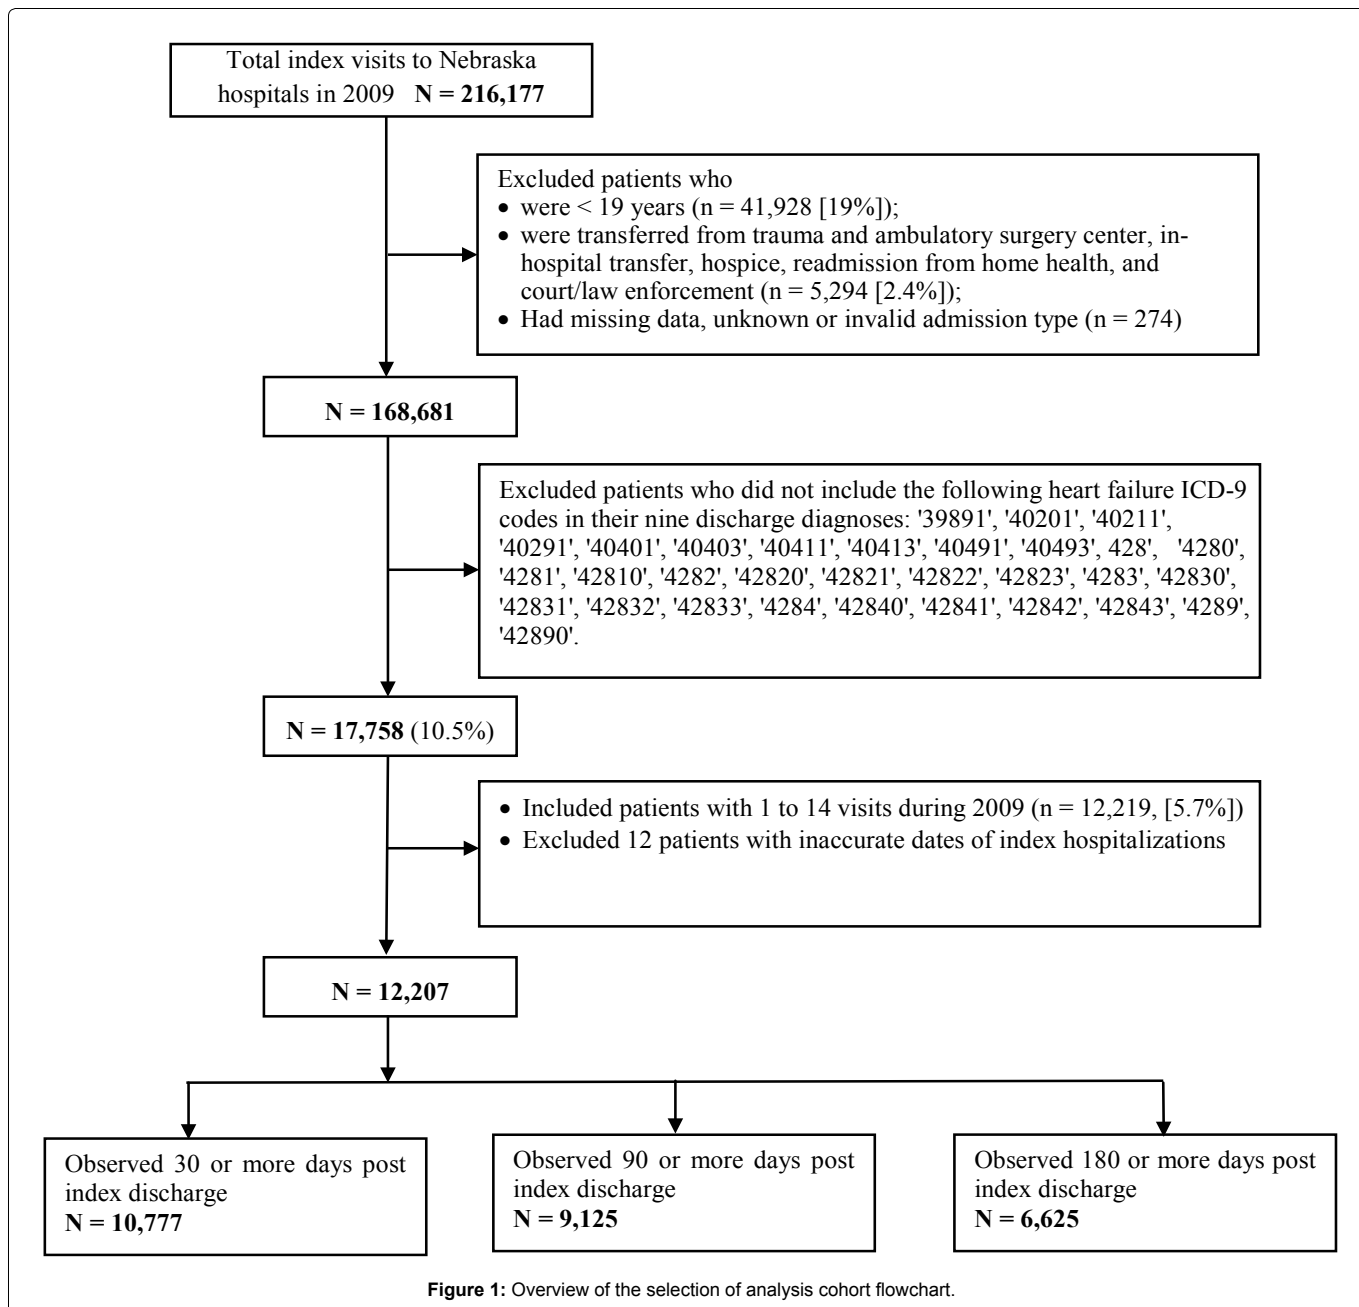 Total index visits to Nebraska
hospitals in 2009 N = 216,177
Excluded patients who
• were < 19 years (n = 41,928 [19%]);
• were transferred from trauma and ambulatory surgery center, in-
hospital transfer, hospice, readmission from home health, and
court/law enforcement (n = 5,294 [2.4%]);
• Had missing data, unknown or invalid admission type (n = 274)
N = 168,681
Excluded patients who did not include the following heart failure ICD-9
codes in their nine discharge diagnoses: '39891', '40201', '40211',
'40291', '40401', '40403', '40411', '40413', '40491', '40493', 428', '4280',
'4281', '42810', '4282', '42820', '42821', '42822', '42823', '4283', '42830',
'42831', '42832', '42833', '4284', '42840', '42841', '42842', '42843', '4289',
'42890'.
N = 17,758 (10.5%)
• Included patients with 1 to 14 visits during 2009 (n = 12,219, [5.7%])
• Excluded 12 patients with inaccurate dates of index hospitalizations
N = 12,207
Observed 30 or more days post
index discharge
N = 10,777
Observed 90 or more days post
index discharge
N = 9,125
Observed 180 or more days post
index discharge
N = 6,625
Figure 1: Overview of the selection of analysis cohort flowchart.